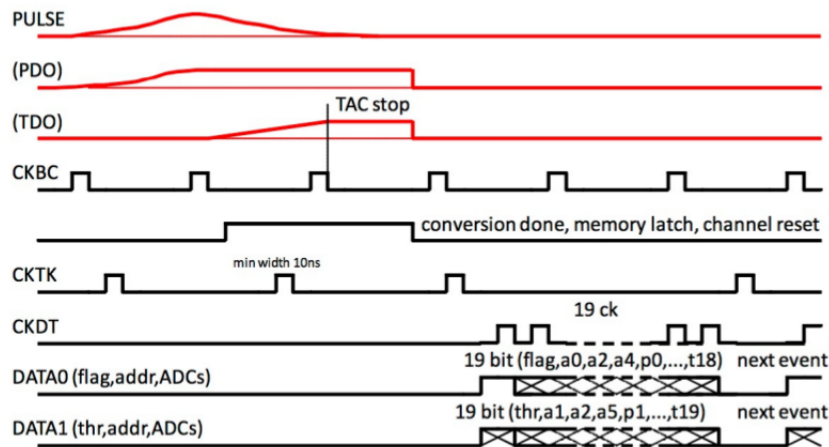 PULSE
(PDO)
TAC stop
(TDO)
CKBC
conversion done, memory latch, channel reset
min width 10ns
CKTK
19 ck
CKDT
19 bit (flag,a0,a2,a4,p0,...,t18) next event
DATA0 (flag,addr,ADCs)
19 bit (thr,a1,a2,a5,p1,...,t19) next event
DATA1 (thr,addr,ADCs)